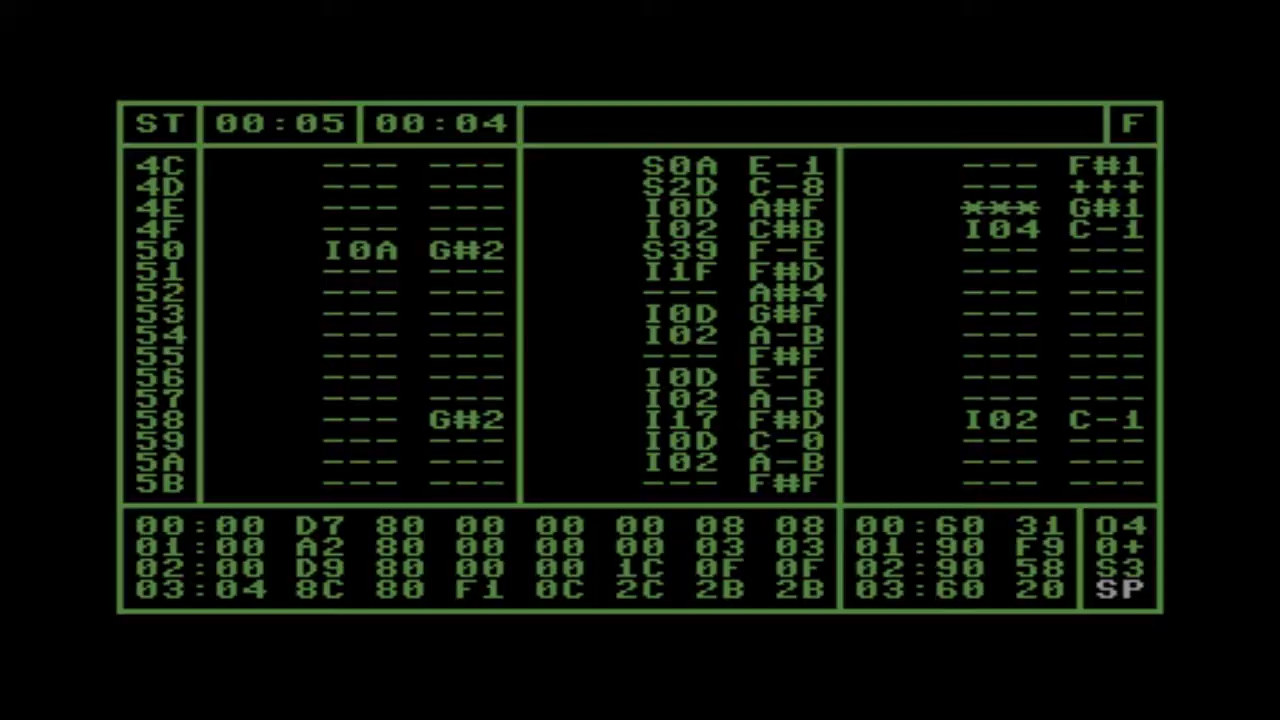 ST 00:05 00:04 F
4C --- --- S0A E-1 --- F#1
4D --- --- S2D C-8 --- +++
4E --- --- I0D A#F *** G#1
4F --- --- I02 C#B I04 C-1
50 I0A G#2 S39 F-E --- ---
51 --- --- I1F F#D --- ---
52 --- --- --- A#4 --- ---
53 --- --- I0D G#F --- ---
54 --- --- I02 A-B --- ---
55 --- --- --- F#F --- ---
56 --- --- I0D E-F --- ---
57 --- --- I02 A-B --- ---
58 --- G#2 I17 F#D I02 C-1
59 --- --- I0D C-0 --- ---
5A --- --- I02 A-B --- ---
5B --- --- --- F#F --- ---
00:00 D7 80 00 00 00 08 08 00:60 31 O4
01:00 A2 80 00 00 00 03 03 01:90 F9 0+
02:00 D9 80 00 00 1C 0F 0F 02:90 58 S3
03:04 8C 80 F1 0C 2C 2B 2B 03:60 20 SP